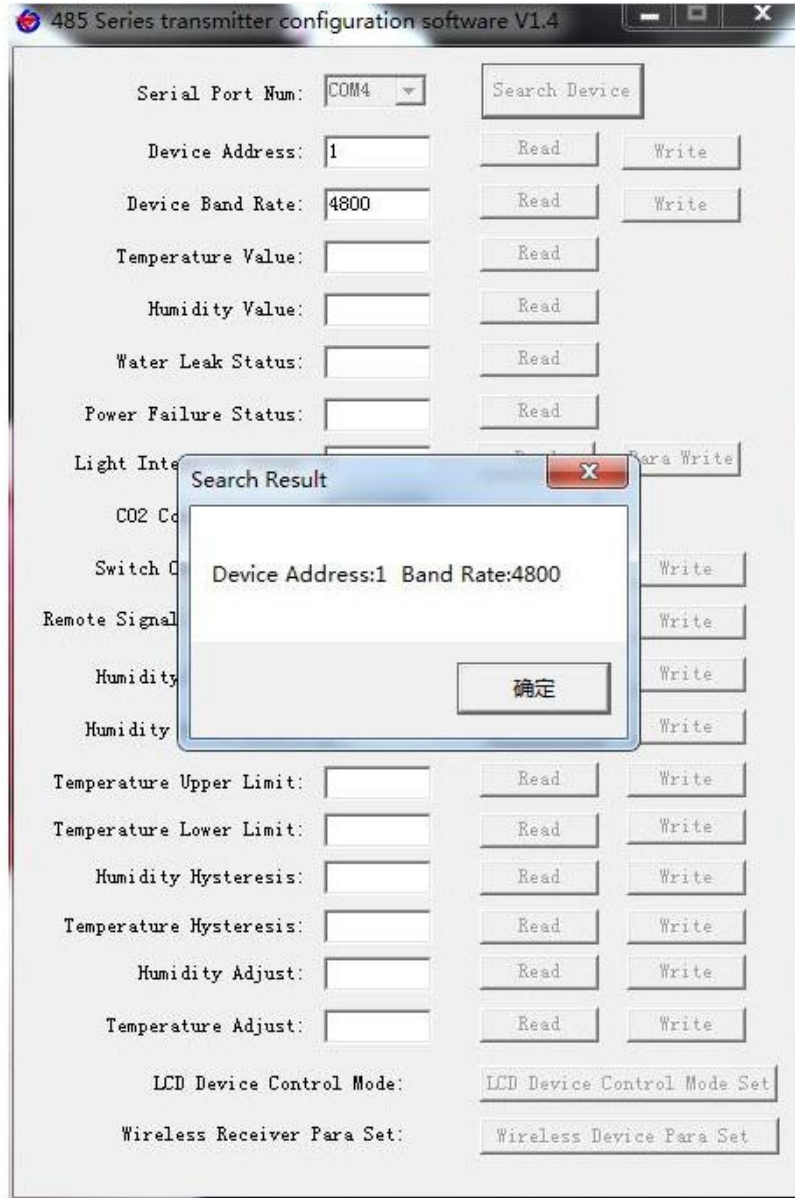 485 Series transmitter configuration software V1.4
Serial Port Num: COM4 Search Device
Device Address: 1 Read Write
Device Band Rate: 4800 Read Write
Temperature Value: Read
Humidity Value: Read
Water Leak Status: Read
Power Failure Status: Read
Light Para Write
Search Result
CO2
Device Address:1 Band Rate:4800
Switch Write
Remote Signal Write
Humidity Write
确定
Humidity Write
Temperature Upper Limit: Read Write
Temperature Lower Limit: Read Write
Humidity Hysteresis: Read Write
Temperature Hysteresis: Read Write
Humidity Adjust: Read Write
Temperature Adjust: Read Write
LCD Device Control Mode: LCD Device Control Mode Set
Wireless Receiver Para Set: Wireless Device Para Set